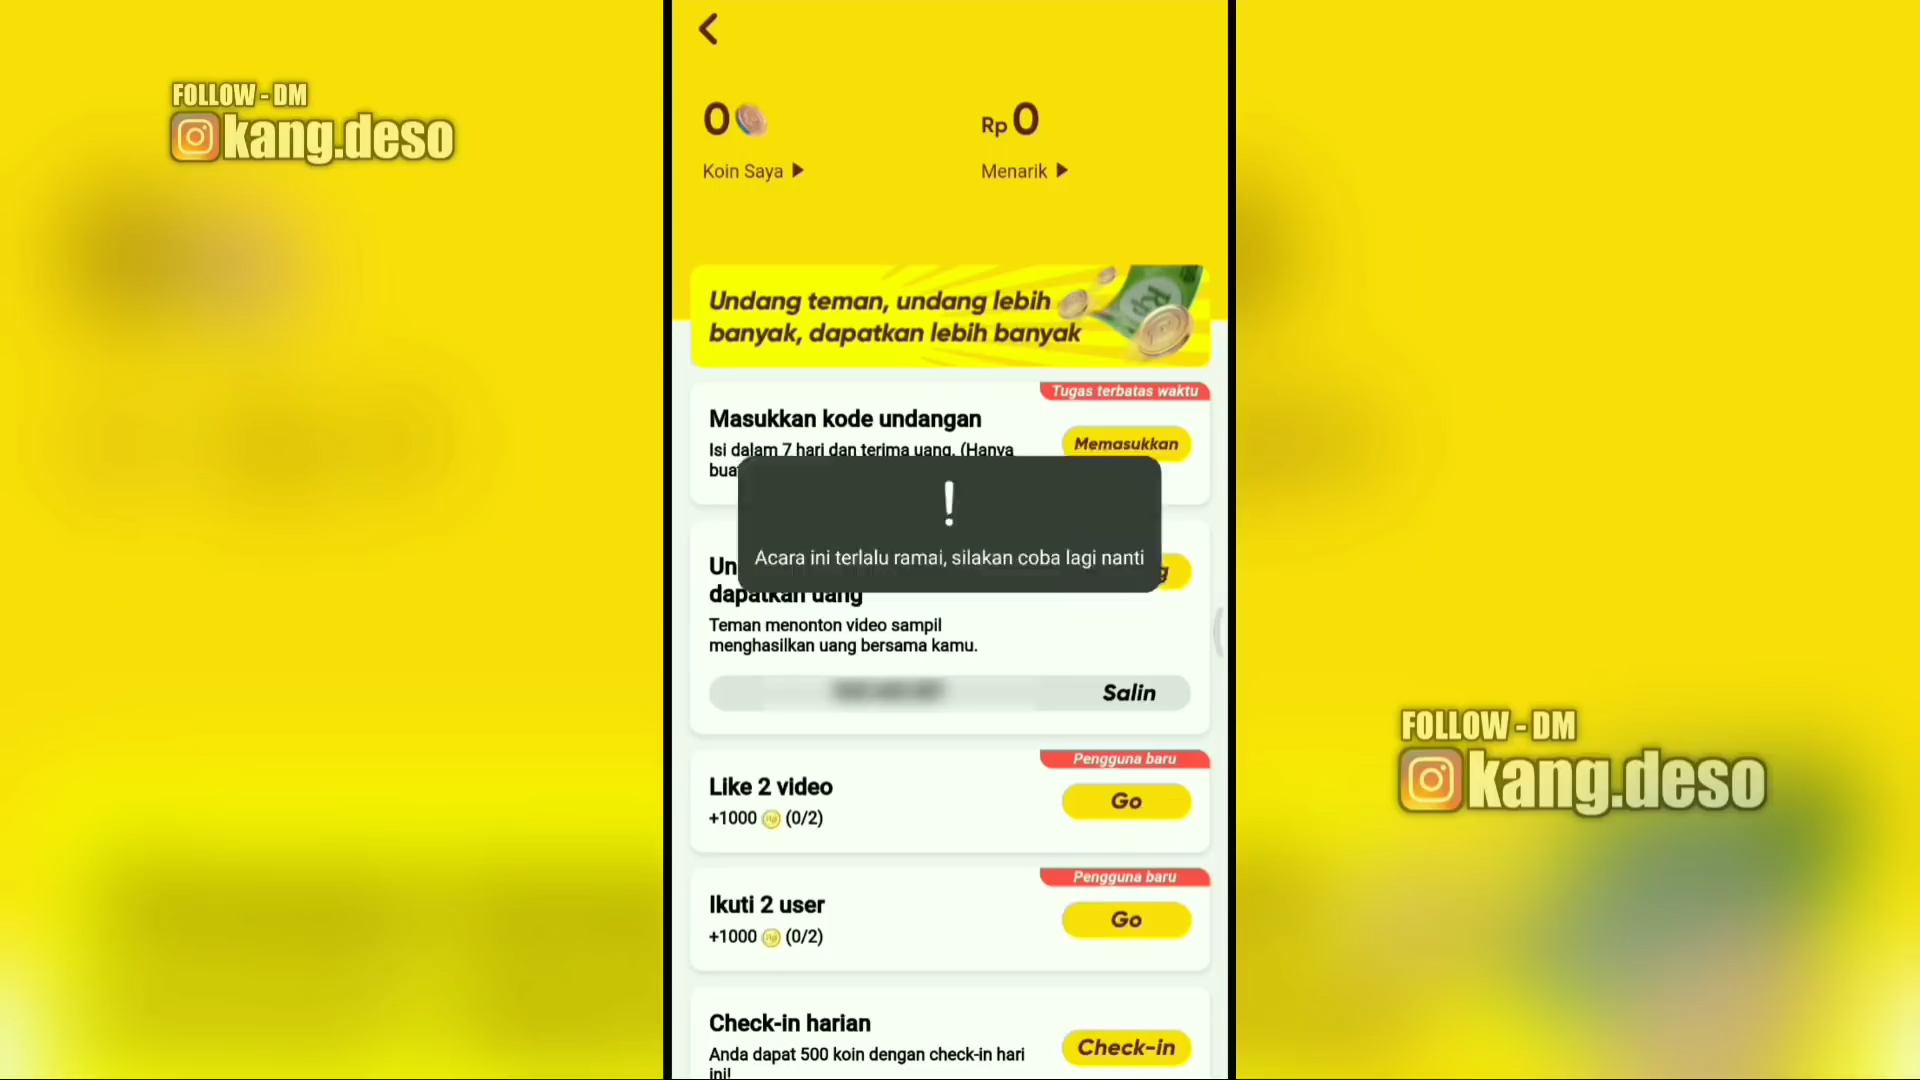 FOLLOW - DM
kang.deso
0
Rp 0
Koin Saya
Menarik
Undang teman, undang lebih
banyak, dapatkan lebih banyak
Tugas terbatas waktu
Masukkan kode undangan
Memasukkan
Isi dalam 7 hari dan terima uang. (Hanya
!
Acara ini terlalu ramai, silakan coba lagi nanti
dapatkan uang
Teman menonton video sampil
menghasilkan uang bersama kamu.
Salin
Pengguna baru
Like 2 video
Go
+1000 (0/2)
Pengguna baru
Ikuti 2 user
Go
+1000 (0/2)
Check-in harian
Check-in
Anda dapat 500 koin dengan check-in hari
ini!
FOLLOW - DM
kang.deso